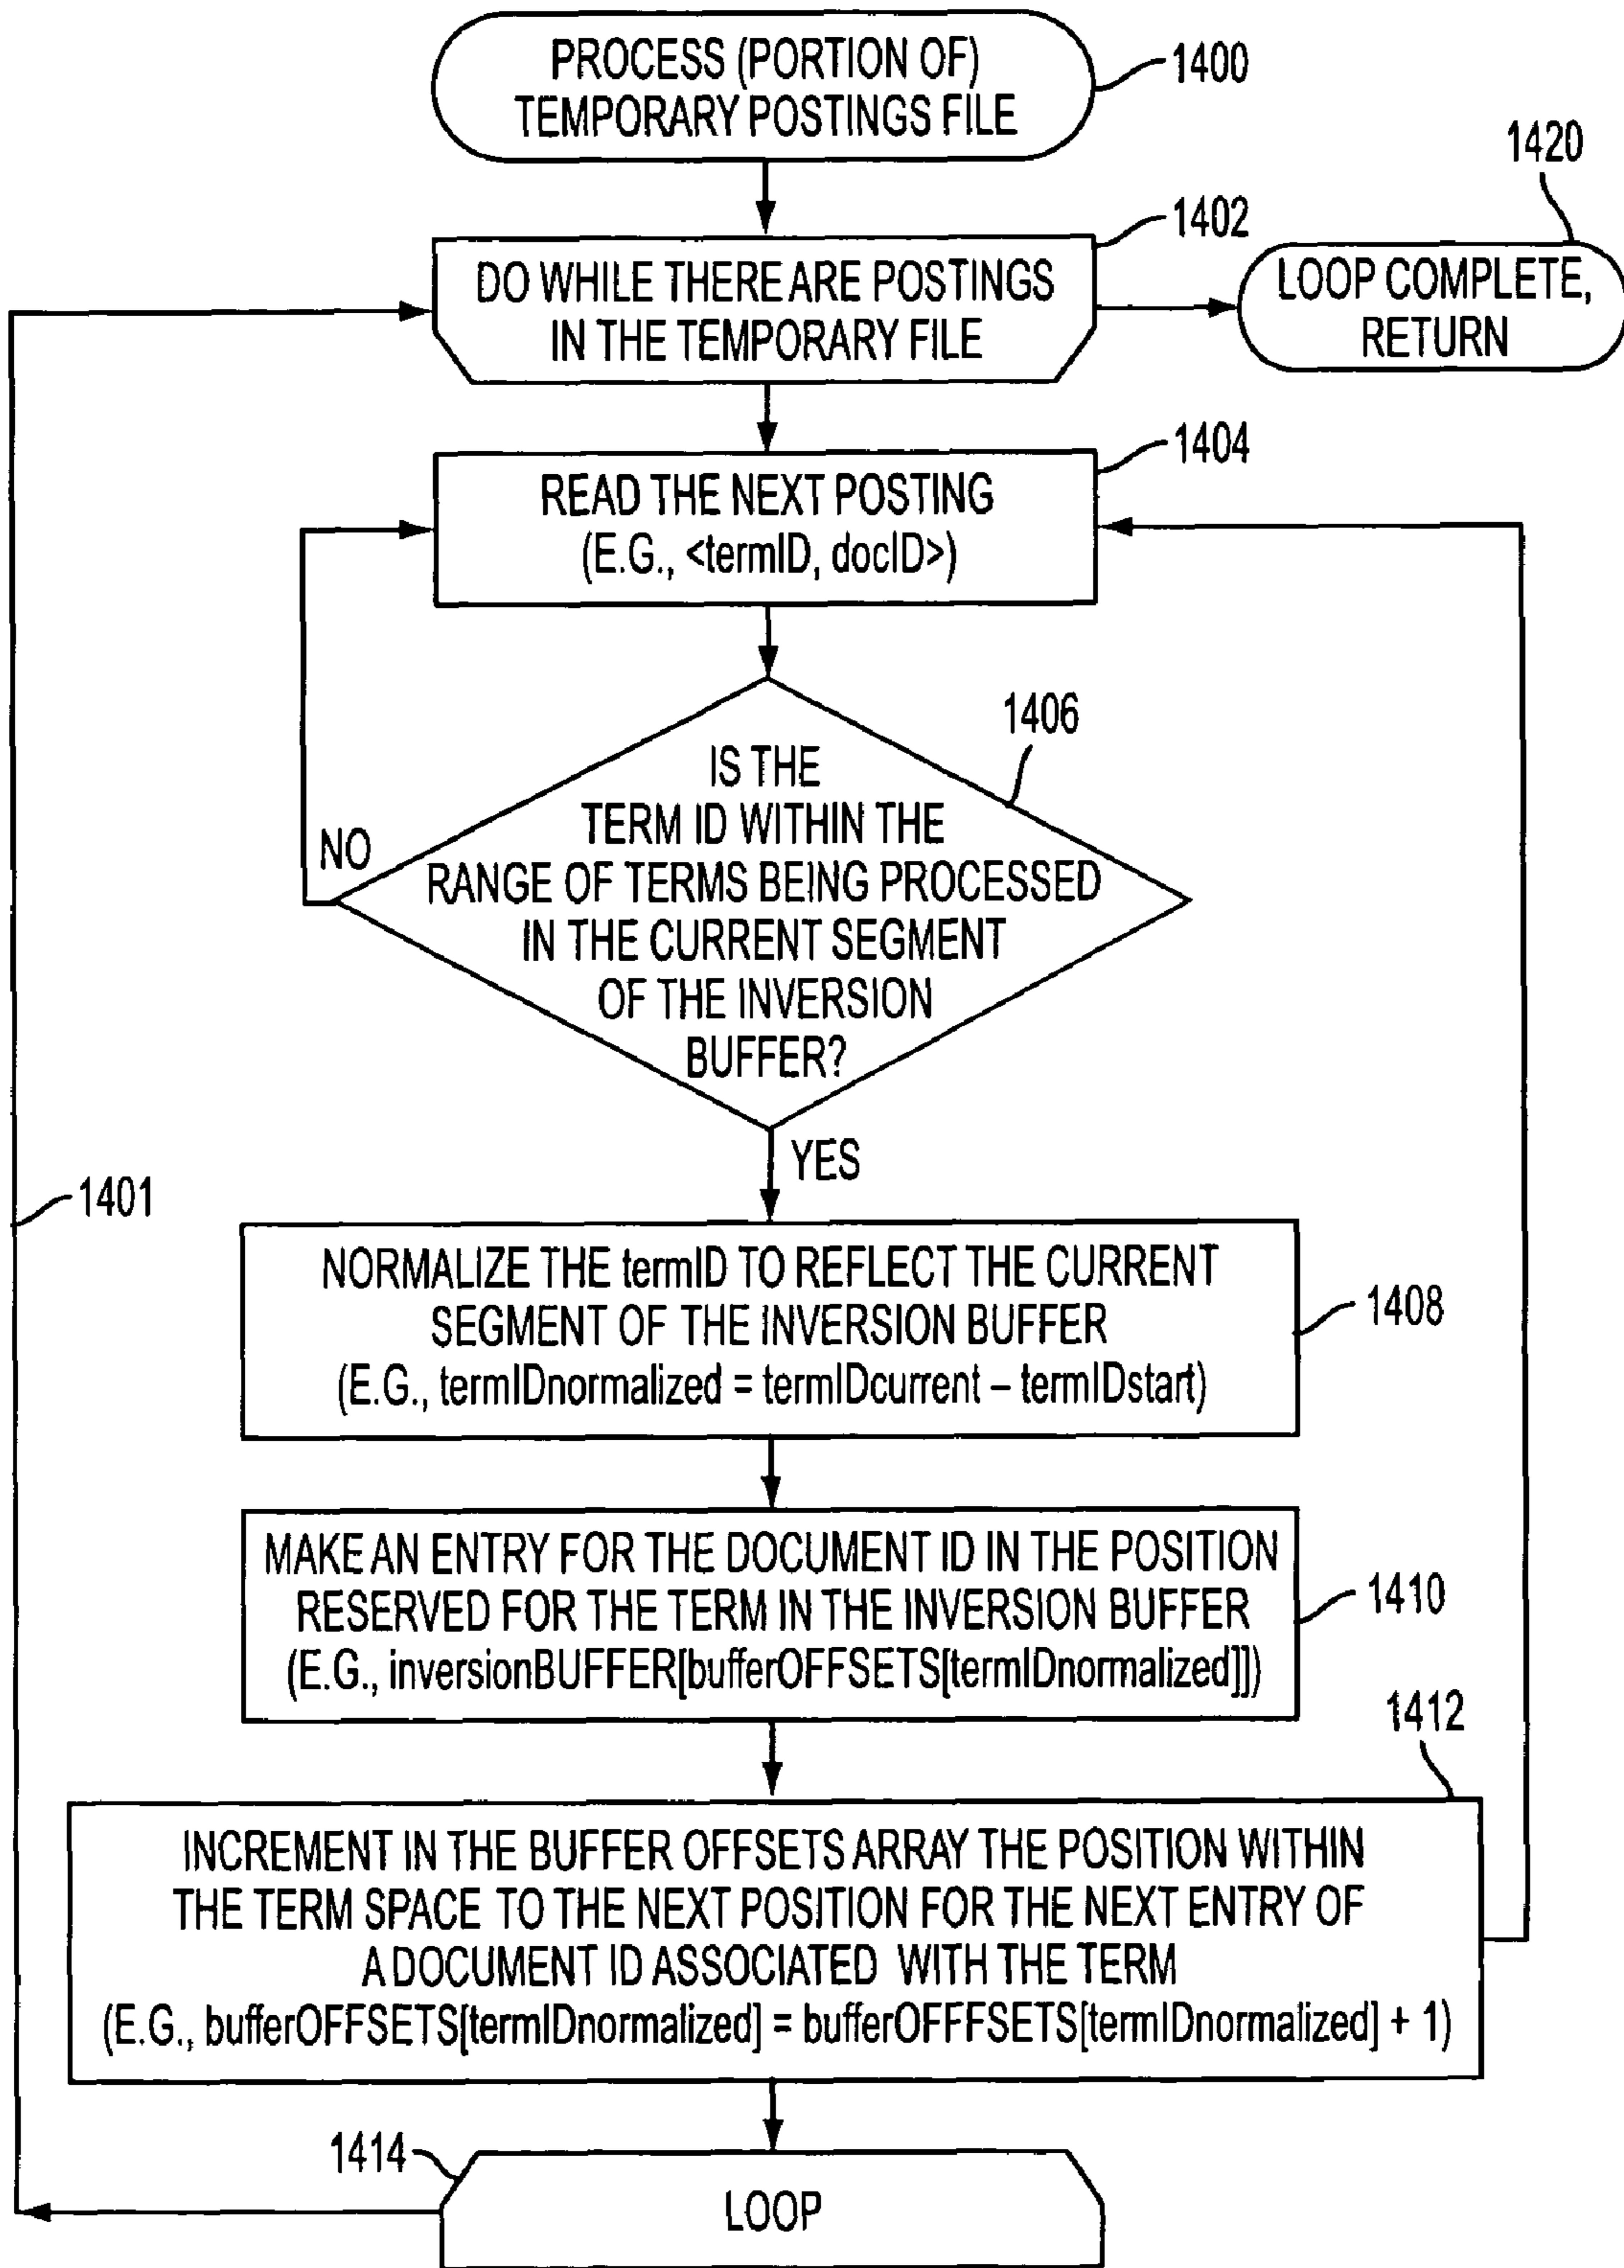 PROCESS (PORTION OF)
TEMPORARY POSTINGS FILE
1400
1420
1402
DO WHILE THERE ARE POSTINGS
IN THE TEMPORARY FILE
LOOP COMPLETE,
RETURN
1404
READ THE NEXT POSTING
(E.G., <termID, docID>)
1406
IS THE
TERM ID WITHIN THE
RANGE OF TERMS BEING PROCESSED
IN THE CURRENT SEGMENT
OF THE INVERSION
BUFFER?
NO
YES
1401
NORMALIZE THE termID TO REFLECT THE CURRENT
SEGMENT OF THE INVERSION BUFFER
(E.G., termIDnormalized = termIDcurrent – termIDstart)
1408
MAKE AN ENTRY FOR THE DOCUMENT ID IN THE POSITION
RESERVED FOR THE TERM IN THE INVERSION BUFFER
(E.G., inversionBUFFER[bufferOFFSETS[termIDnormalized]])
1410
1412
INCREMENT IN THE BUFFER OFFSETS ARRAY THE POSITION WITHIN
THE TERM SPACE TO THE NEXT POSITION FOR THE NEXT ENTRY OF
A DOCUMENT ID ASSOCIATED WITH THE TERM
(E.G., bufferOFFSETS[termIDnormalized] = bufferOFFFSETS[termIDnormalized] + 1)
1414
LOOP